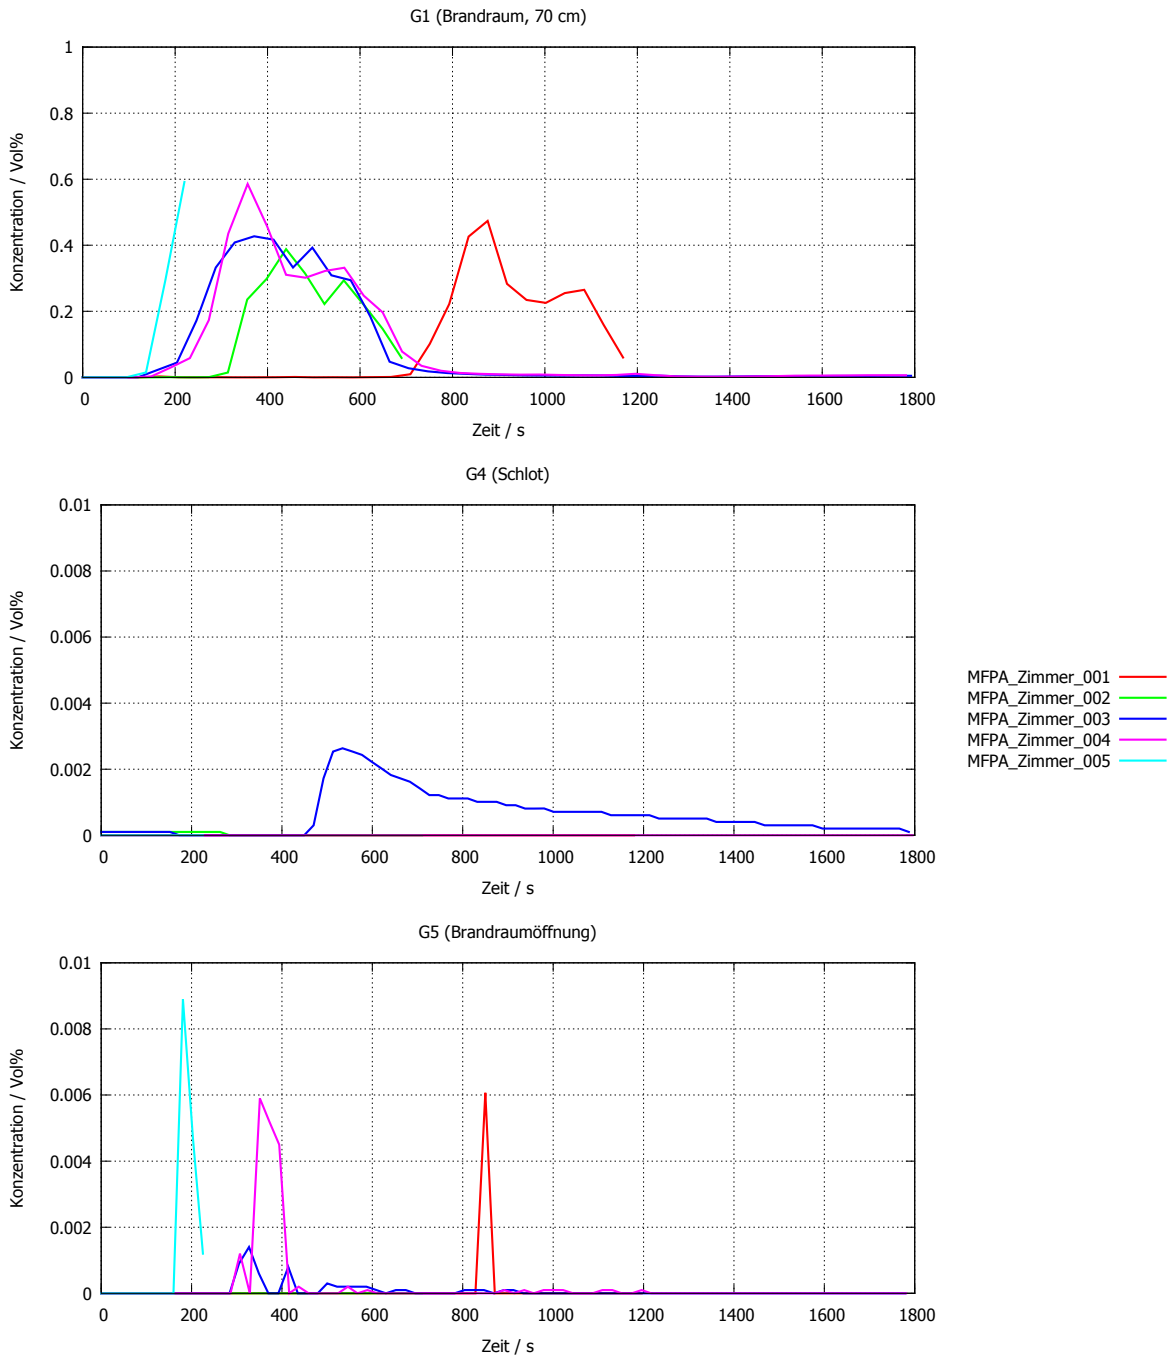 G1 (Brandraum, 70 cm)
1
0.8
0.6
0.4
0.2
0
Konzentration / Vol%
0 200 400 600 800 1000 1200 1400 1600 1800
Zeit / s
G4 (Schlot)
0.01
0.008
0.006
0.004
0.002
0
Konzentration / Vol%
0 200 400 600 800 1000 1200 1400 1600 1800
Zeit / s
MFPA_Zimmer_001
MFPA_Zimmer_002
MFPA_Zimmer_003
MFPA_Zimmer_004
MFPA_Zimmer_005
G5 (Brandraumöffnung)
0.01
0.008
0.006
0.004
0.002
0
Konzentration / Vol%
0 200 400 600 800 1000 1200 1400 1600 1800
Zeit / s